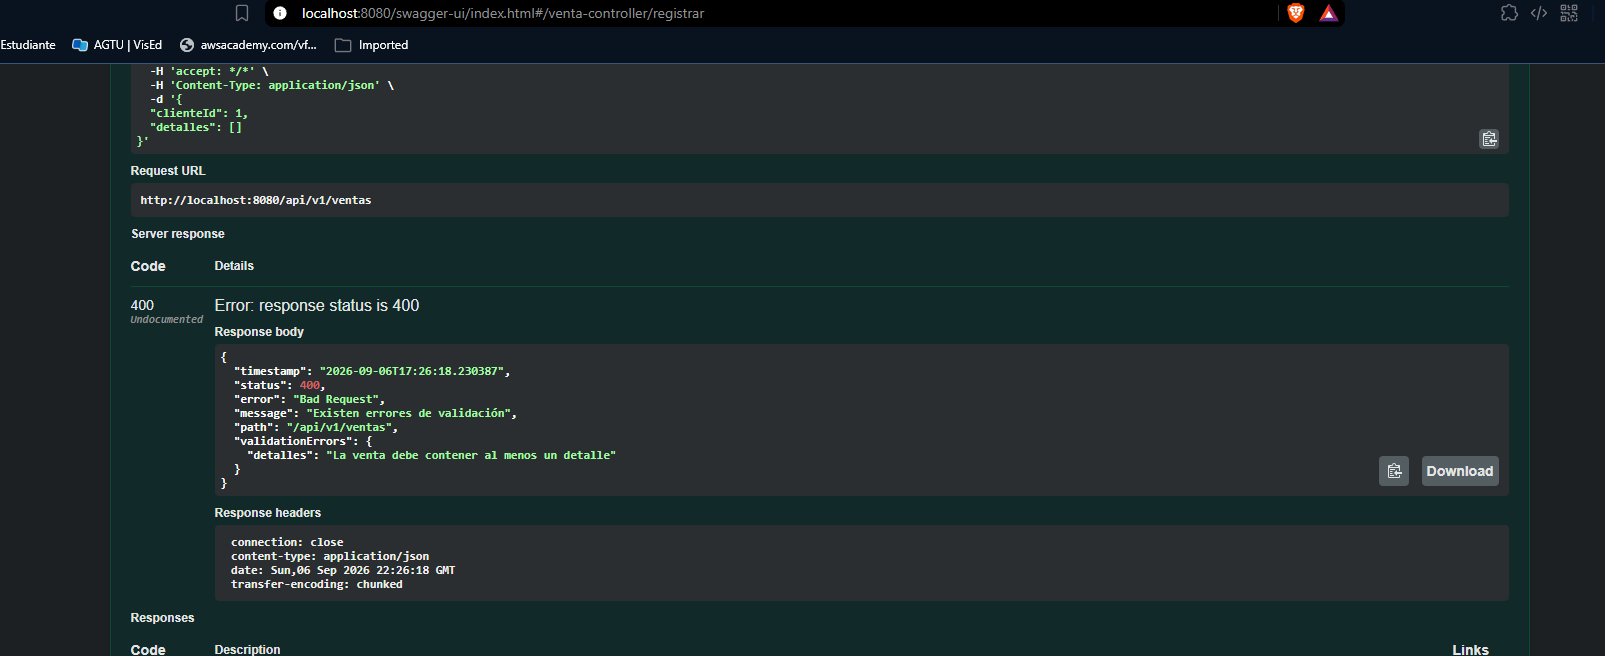 localhost:8080/swagger-ui/index.html#/venta-controller/registrar
Estudiante AGTU | VisEd awsacademy.com/vf... Imported
-H 'accept: */*' \
-H 'Content-Type: application/json' \
-d '{
"clienteId": 1,
"detalles": []
}'
Request URL
http://localhost:8080/api/v1/ventas
Server response
Code Details
400 Error: response status is 400
Undocumented
Response body
{
"timestamp": "2026-09-06T17:26:18.230387",
"status": 400,
"error": "Bad Request",
"message": "Existen errores de validación",
"path": "/api/v1/ventas",
"validationErrors": {
"detalles": "La venta debe contener al menos un detalle"
}
}
Download
Response headers
connection: close
content-type: application/json
date: Sun,06 Sep 2026 22:26:18 GMT
transfer-encoding: chunked
Responses
Code Description Links